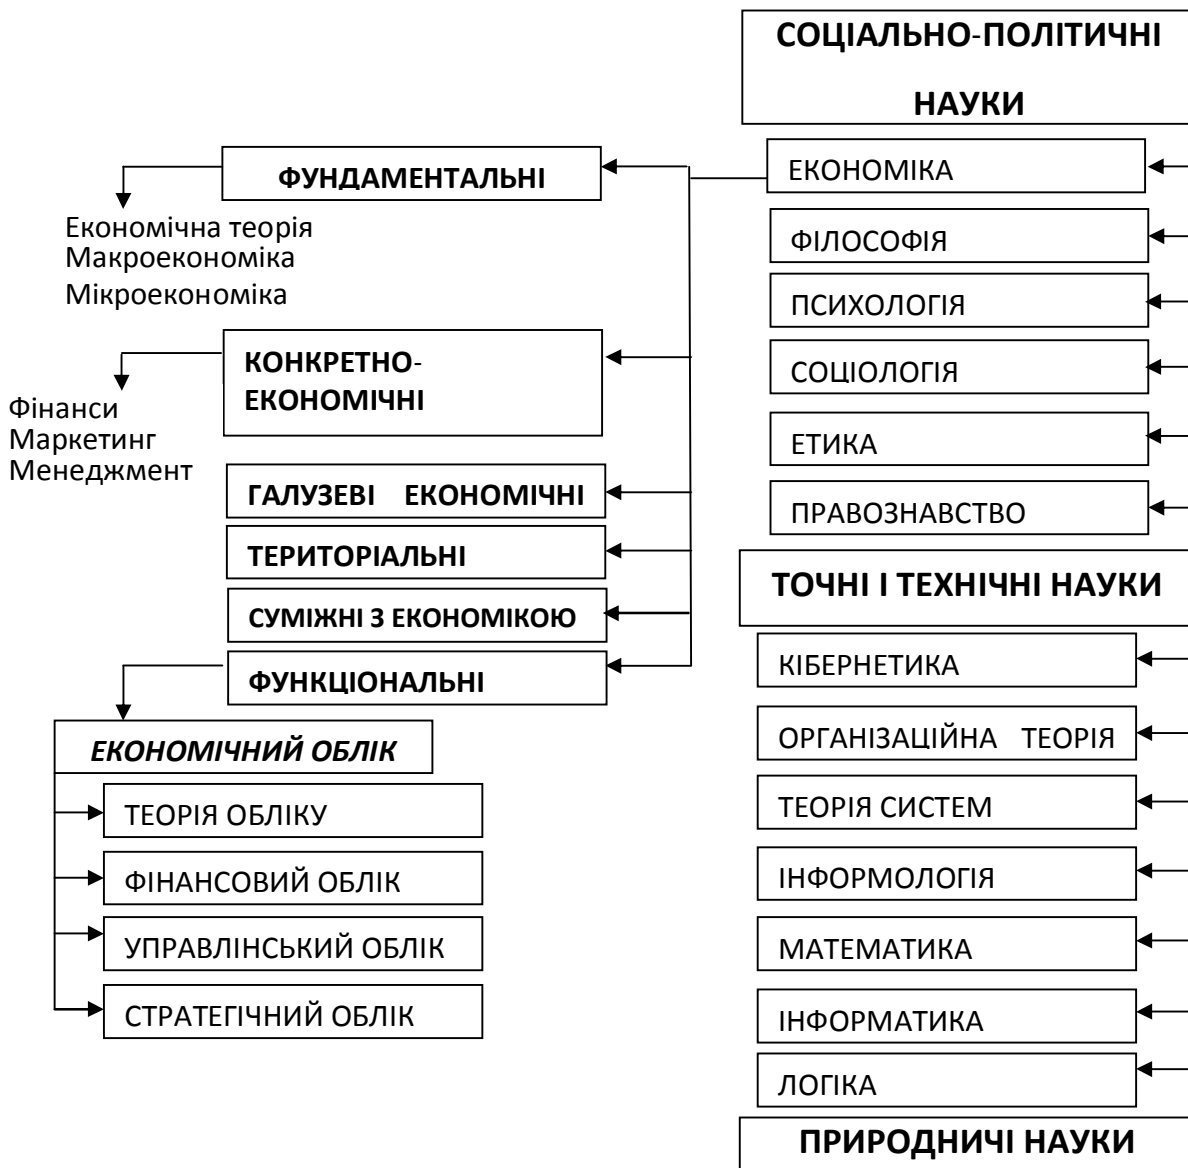 СОЦІАЛЬНО-ПОЛІТИЧНІ
НАУКИ
ЕКОНОМІКА
ФІЛОСОФІЯ
ПСИХОЛОГІЯ
СОЦІОЛОГІЯ
ЕТИКА
ПРАВОЗНАВСТВО
ТОЧНІ І ТЕХНІЧНІ НАУКИ
КІБЕРНЕТИКА
ОРГАНІЗАЦІЙНА ТЕОРІЯ
ТЕОРІЯ СИСТЕМ
ІНФОРМОЛОГІЯ
МАТЕМАТИКА
ІНФОРМАТИКА
ЛОГІКА
ПРИРОДНИЧІ НАУКИ
ФУНДАМЕНТАЛЬНІ
Економічна теорія
Макроекономіка
Мікроекономіка
КОНКРЕТНО-
ЕКОНОМІЧНІ
Фінанси
Маркетинг
Менеджмент
ГАЛУЗЕВІ ЕКОНОМІЧНІ
ТЕРИТОРІАЛЬНІ
СУМІЖНІ З ЕКОНОМІКОЮ
ФУНКЦІОНАЛЬНІ
ЕКОНОМІЧНИЙ ОБЛІК
ТЕОРІЯ ОБЛІКУ
ФІНАНСОВИЙ ОБЛІК
УПРАВЛІНСЬКИЙ ОБЛІК
СТРАТЕГІЧНИЙ ОБЛІК